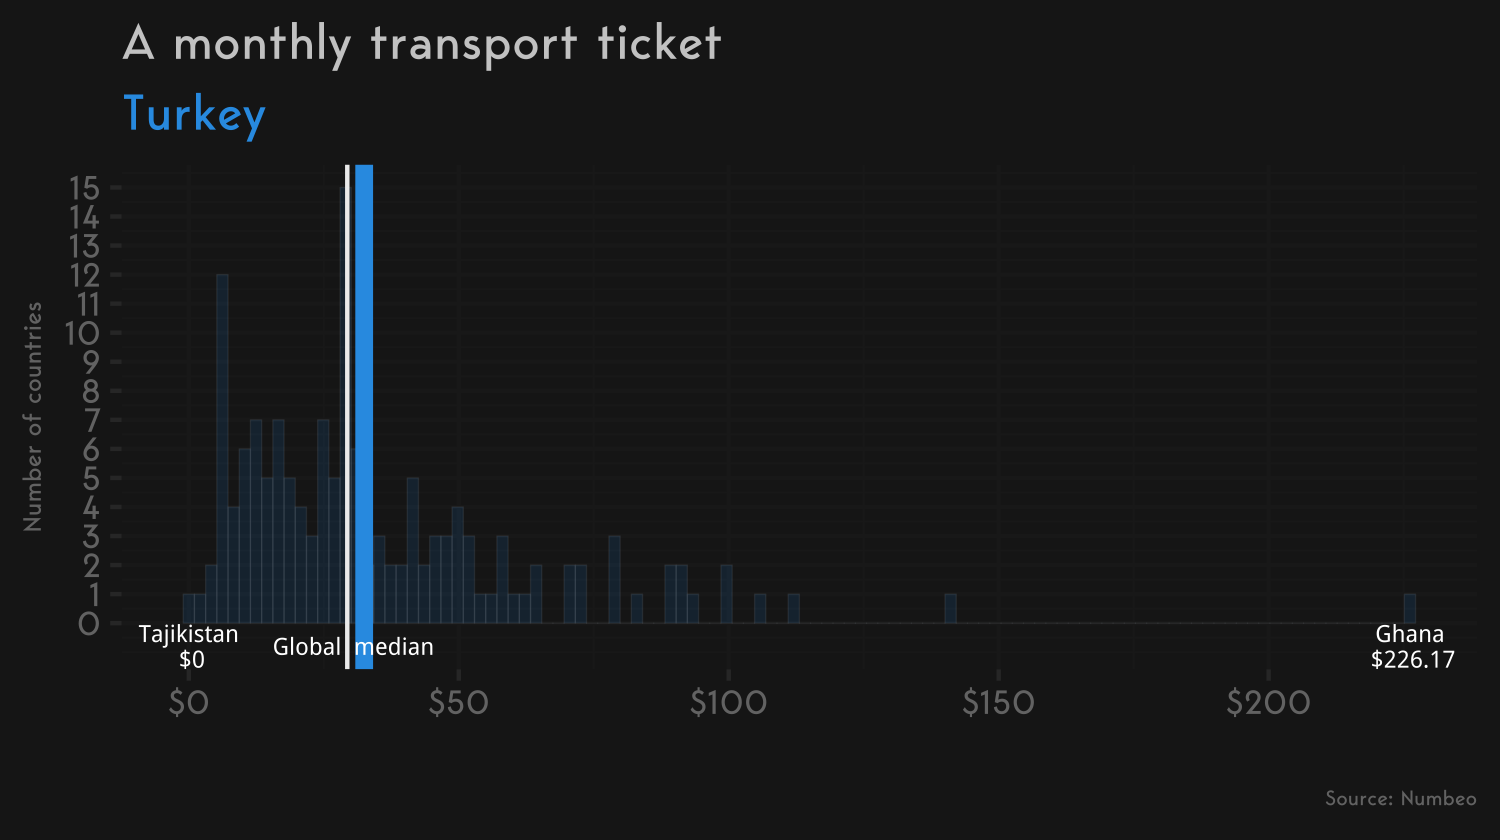 A monthly transport ticket
Turkey
Number of countries
15
14
13
12
11
10
9
8
7
6
5
4
3
2
1
0
Tajikistan
$0
Global median
Ghana
$226.17
$0 $50 $100 $150 $200
Source: Numbeo